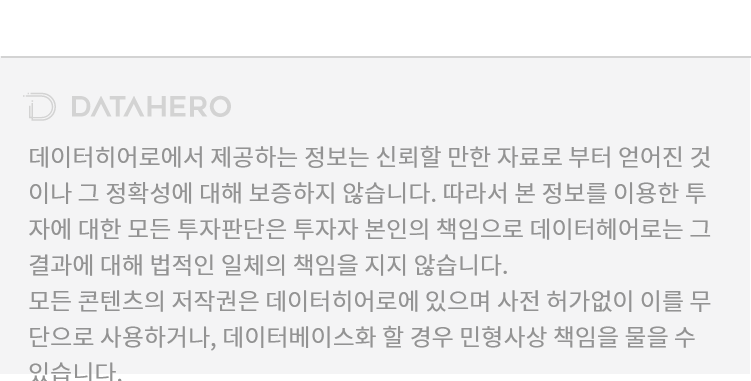 DATAHERO
데이터히어로에서 제공하는 정보는 신뢰할 만한 자료로 부터 얻어진 것
이나 그 정확성에 대해 보증하지 않습니다. 따라서 본 정보를 이용한 투
자에 대한 모든 투자판단은 투자자 본인의 책임으로 데이터헤어로는 그
결과에 대해 법적인 일체의 책임을 지지 않습니다.
모든 콘텐츠의 저작권은 데이터히어로에 있으며 사전 허가없이 이를 무
단으로 사용하거나, 데이터베이스화 할 경우 민형사상 책임을 물을 수
있습니다.